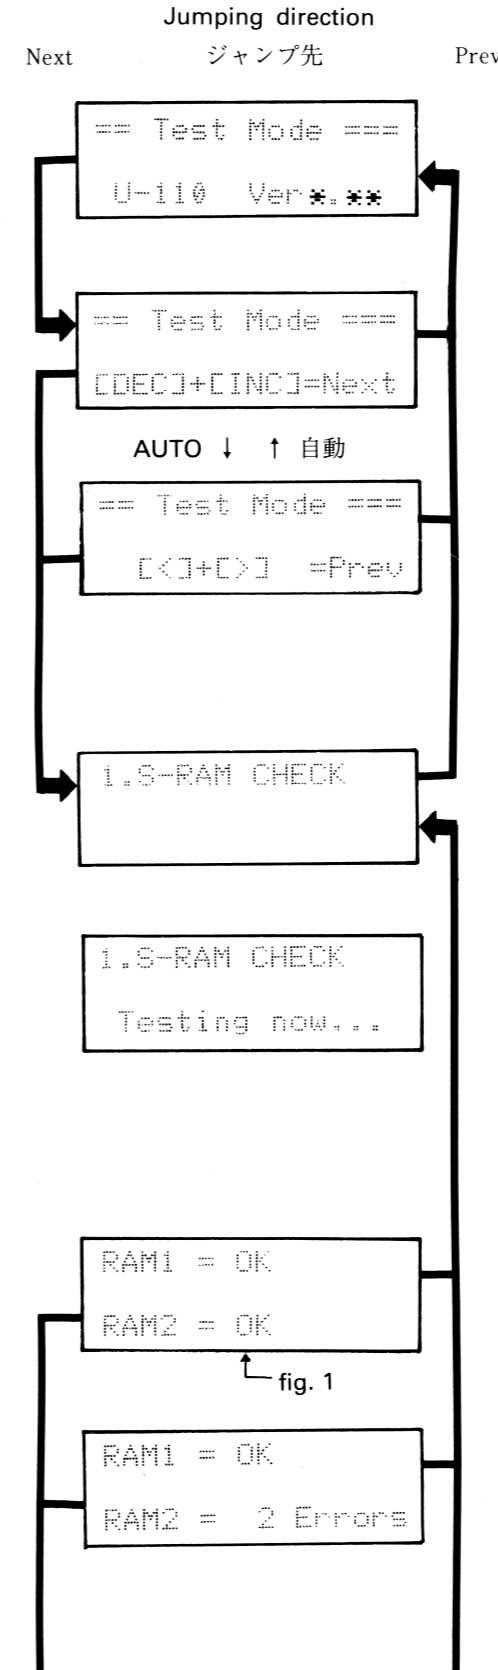 Jumping direction
Next ジャンプ先 Prev
== Test Mode ===
U-110 Ver*.**
== Test Mode ===
[DEC]+[INC]=Next
AUTO ↓ ↑ 自動
== Test Mode ===
[<]+[>] =Prev
1.S-RAM CHECK
1.S-RAM CHECK
Testing now...
RAM1 = OK
RAM2 = OK
fig. 1
RAM1 = OK
RAM2 = 2 Errors